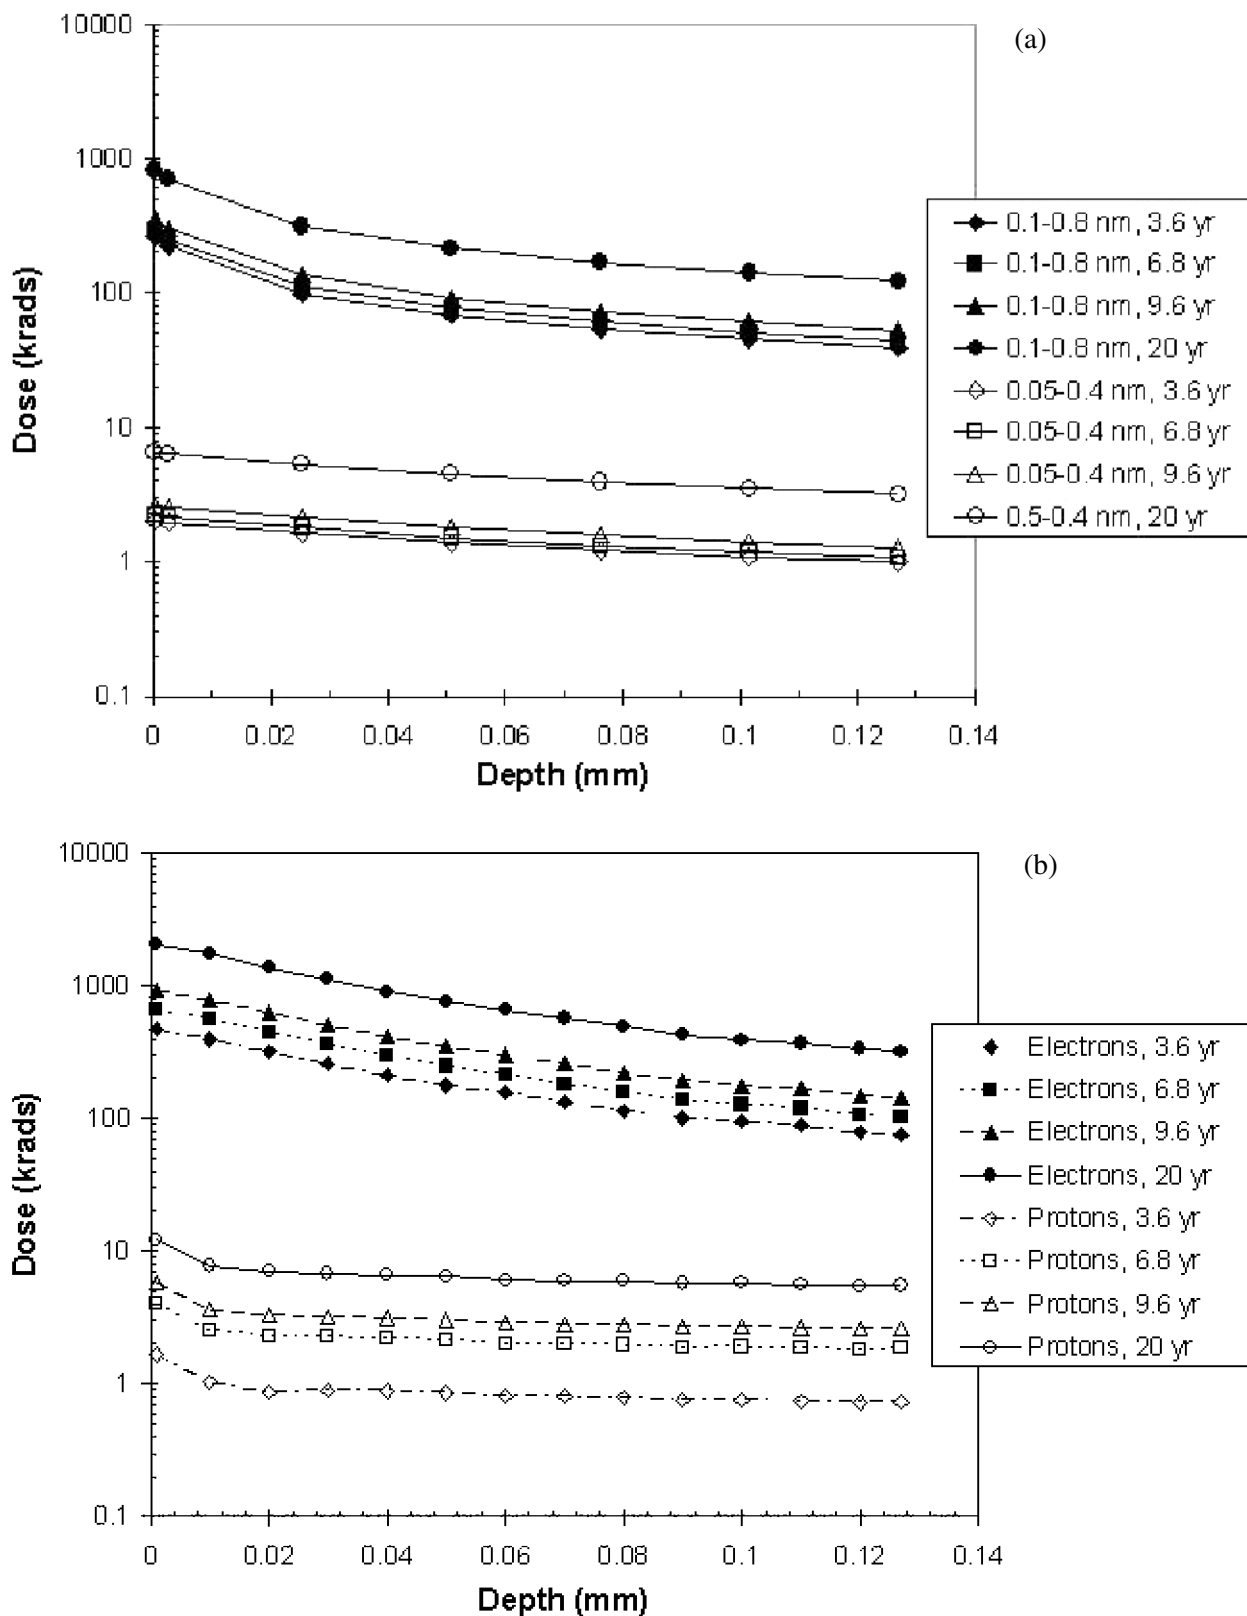 (a)
10000
1000
100
10
1
0.1
Dose (krads)
0
0.02
0.04
0.06
0.08
0.1
0.12
0.14
Depth (mm)
0.1-0.8 nm, 3.6 yr
0.1-0.8 nm, 6.8 yr
0.1-0.8 nm, 9.6 yr
0.1-0.8 nm, 20 yr
0.05-0.4 nm, 3.6 yr
0.05-0.4 nm, 6.8 yr
0.05-0.4 nm, 9.6 yr
0.5-0.4 nm, 20 yr
(b)
10000
1000
100
10
1
0.1
Dose (krads)
0
0.02
0.04
0.06
0.08
0.1
0.12
0.14
Depth (mm)
Electrons, 3.6 yr
Electrons, 6.8 yr
Electrons, 9.6 yr
Electrons, 20 yr
Protons, 3.6 yr
Protons, 6.8 yr
Protons, 9.6 yr
Protons, 20 yr